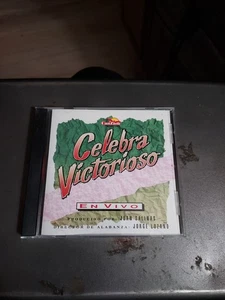 Celebra
Victorioso
EN VIVO
PRODUCIDO POR: JUAN SALINAS
DIRECTOR DE ALABANZA: JORGE LOZANO